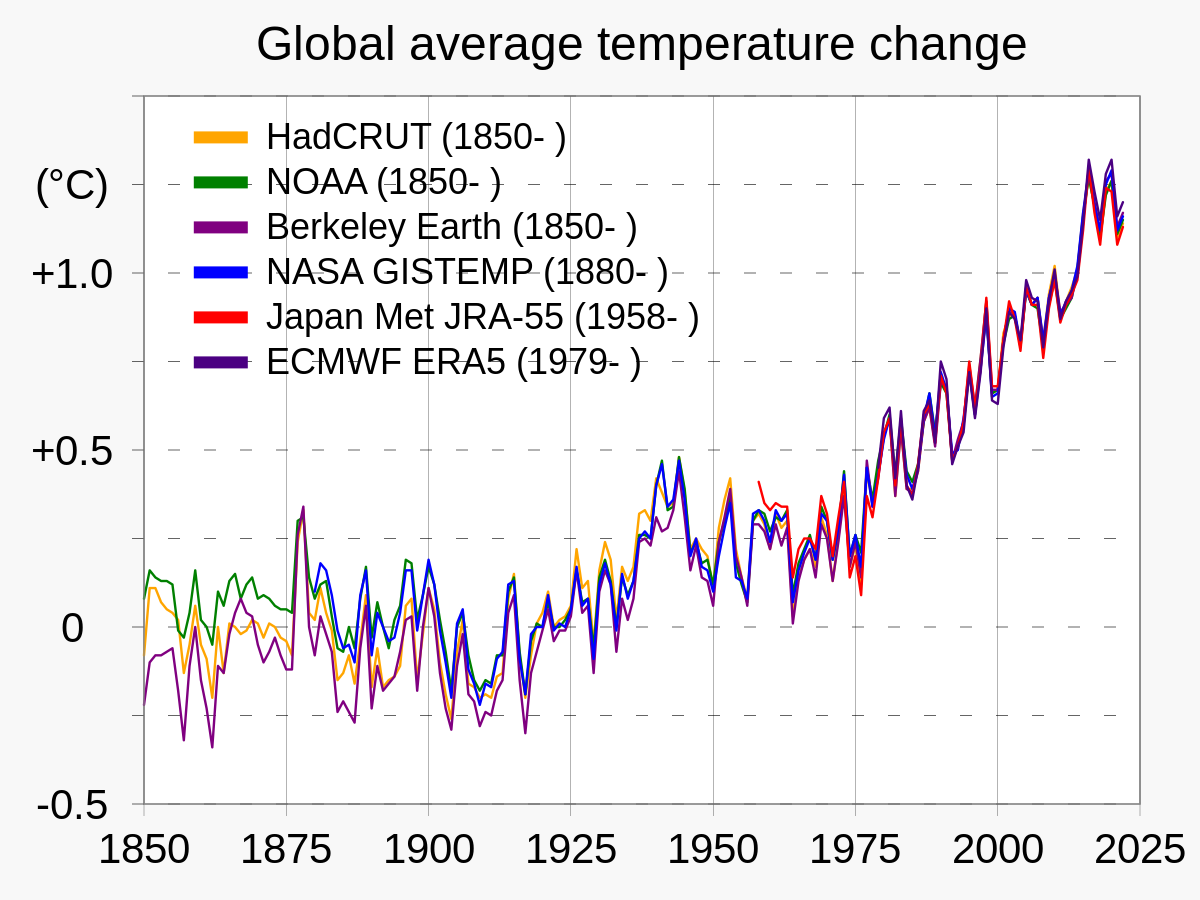 Global average temperature change
HadCRUT (1850- )
(°C)
NOAA (1850- )
Berkeley Earth (1850- )
+1.0
NASA GISTEMP (1880- )
Japan Met JRA-55 (1958- )
ECMWF ERA5 (1979- )
+0.5
0
-0.5
1850 1875 1900 1925 1950 1975 2000 2025